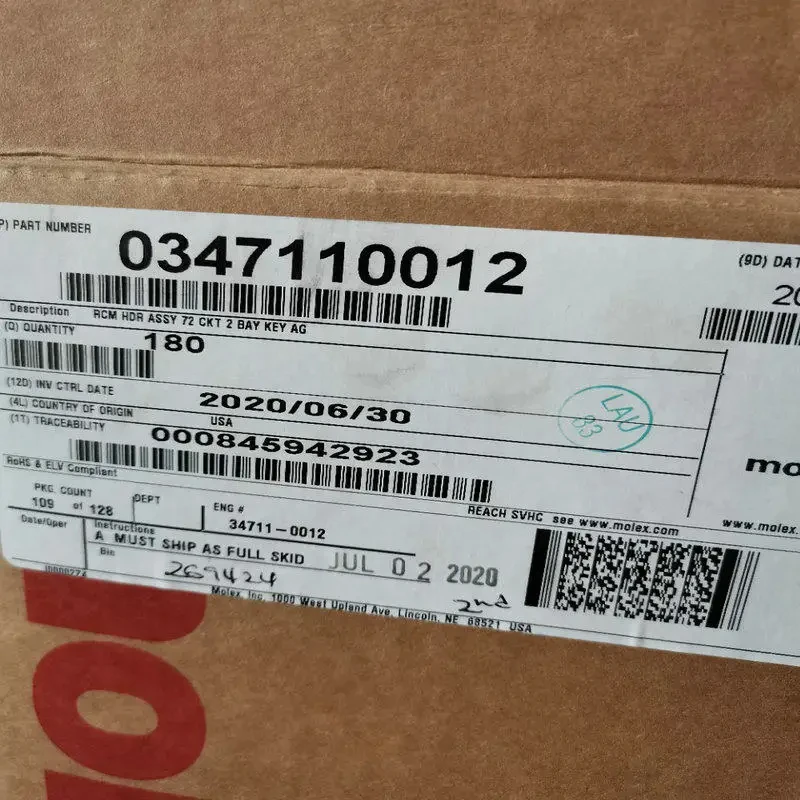 (P) PART NUMBER
0347110012
(9D) DAT
20
Description RCM HDR ASSY 72 CKT 2 BAY KEY AG
(Q) QUANTITY
180
(12D) INV CTRL DATE
2020/06/30
(4L) COUNTRY OF ORIGIN USA
(1T) TRACEABILITY
000845942923
LAU
83
mo
RoHS & ELV Compliant
REACH SVHC see www.molex.com
www.molex.
PKG. COUNT
109 of 128
DEPT
ENG #
34711-0012
Date/Oper
Instructions
A MUST SHIP AS FULL SKID
Bic
JUL 02 2020
269424
2nd
Molex Inc. 1000 West Upland Ave. Lincoln, NE 68521 USA